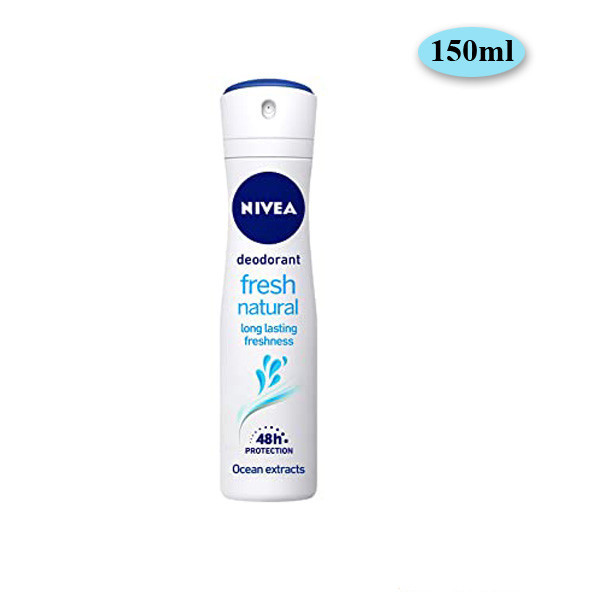 150ml
NIVEA
deodorant
fresh
natural
long lasting
freshness
48h
PROTECTION
Ocean extracts